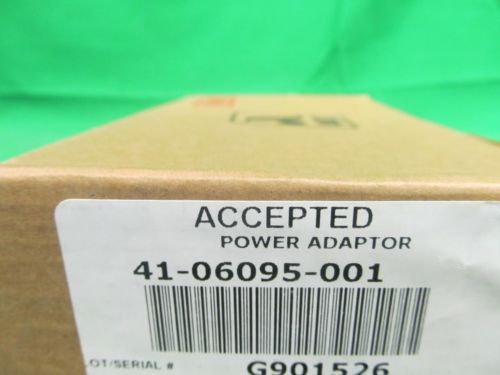 ACCEPTED
POWER ADAPTOR
41-06095-001
LOT/SERIAL # G901526